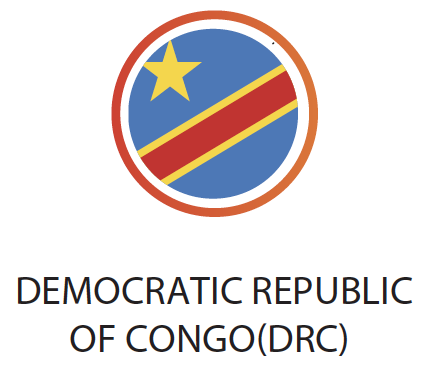 DEMOCRATIC REPUBLIC
OF CONGO(DRC)